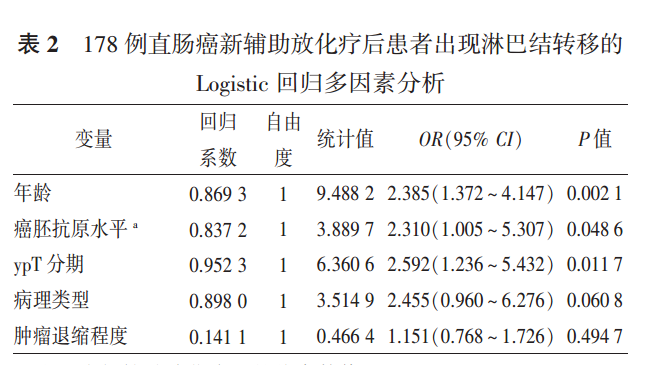 表 2 178 例直肠癌新辅助放化疗后患者出现淋巴结转移的
Logistic 回归多因素分析
变量 回归系数 自由度 统计值 OR(95% CI) P 值
年龄 0.869 3 1 9.488 2 2.385(1.372~4.147) 0.002 1
癌胚抗原水平 a 0.837 2 1 3.889 7 2.310(1.005~5.307) 0.048 6
ypT 分期 0.952 3 1 6.360 6 2.592(1.236~5.432) 0.011 7
病理类型 0.898 0 1 3.514 9 2.455(0.960~6.276) 0.060 8
肿瘤退缩程度 0.141 1 1 0.466 4 1.151(0.768~1.726) 0.494 7